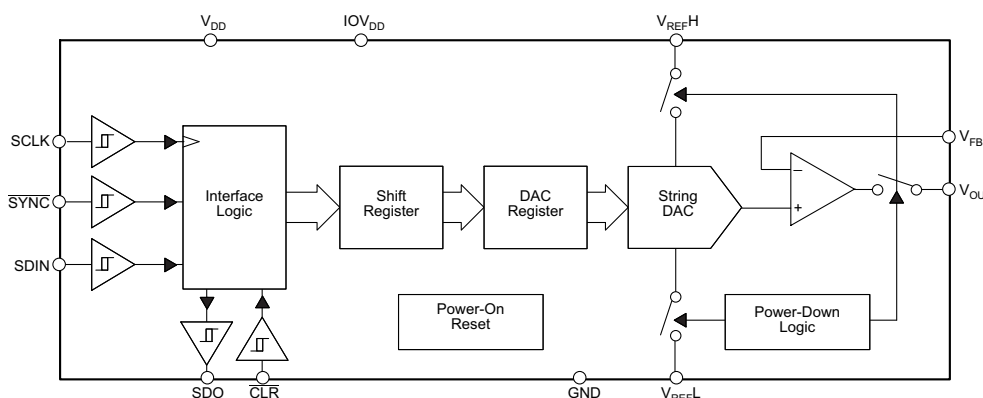 VDD IOVDD VREFH
SCLK
SYNC
SDIN
Interface
Logic
Shift
Register
DAC
Register
String
DAC
−
+
VFB
VOU
Power-On
Reset
Power-Down
Logic
SDO CLR GND VREFL